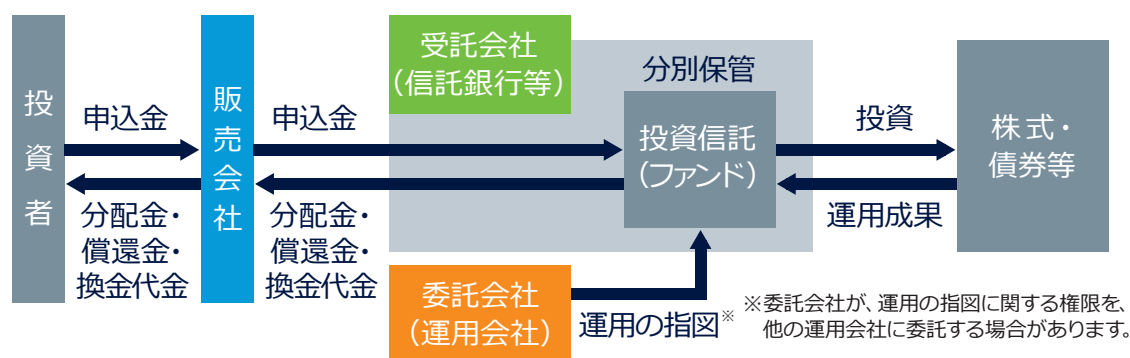 投資者
申込金
分配金・
償還金・
換金代金
販売会社
申込金
分配金・
償還金・
換金代金
受託会社
（信託銀行等）
分別保管
投資信託
（ファンド）
委託会社
（運用会社）
運用の指図※
投資
運用成果
株式・
債券等
※委託会社が、運用の指図に関する権限を、
他の運用会社に委託する場合があります。